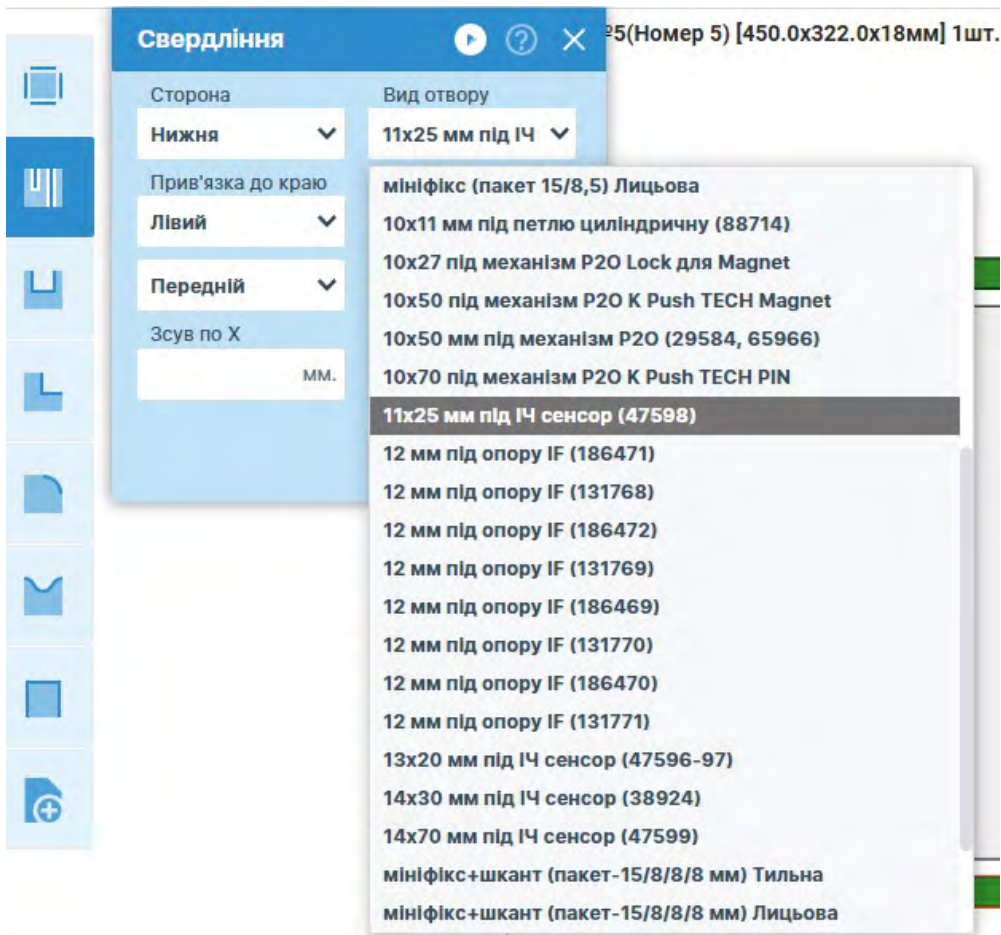 Свердління
№5(Номер 5) [450.0x322.0x18мм] 1шт.
Сторона
Вид отвору
Нижня
11x25 мм під ІЧ
Прив'язка до краю
Лівий
Передній
Зсув по X
мм.
мініфікс (пакет 15/8,5) Лицьова
10x11 мм під петлю циліндричну (88714)
10x27 під механізм P2O Lock для Magnet
10x50 під механізм P2O K Push TECH Magnet
10x50 мм під механізм P2O (29584, 65966)
10x70 під механізм P2O K Push TECH PIN
11x25 мм під ІЧ сенсор (47598)
12 мм під опору IF (186471)
12 мм під опору IF (131768)
12 мм під опору IF (186472)
12 мм під опору IF (131769)
12 мм під опору IF (186469)
12 мм під опору IF (131770)
12 мм під опору IF (186470)
12 мм під опору IF (131771)
13x20 мм під ІЧ сенсор (47596-97)
14x30 мм під ІЧ сенсор (38924)
14x70 мм під ІЧ сенсор (47599)
мініфікс+шкант (пакет-15/8/8/8 мм) Тильна
мініфікс+шкант (пакет-15/8/8/8 мм) Лицьова